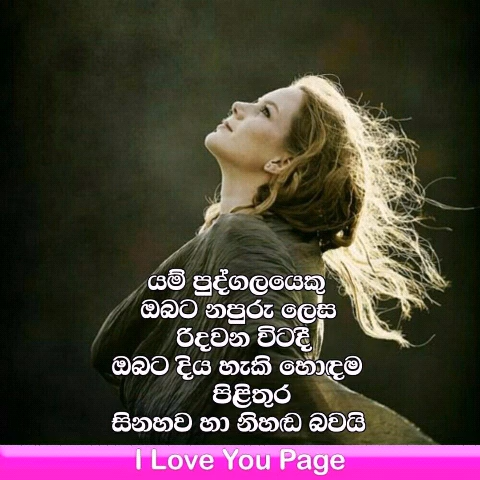 යම් පුද්ගලයෙකු
ඔබට නපුරු ලෙස
රිදවන විටදී
ඔබට දිය හැකි හොඳම
පිළිතුර
සිනහව හා නිහඬ බවයි
I Love You Page